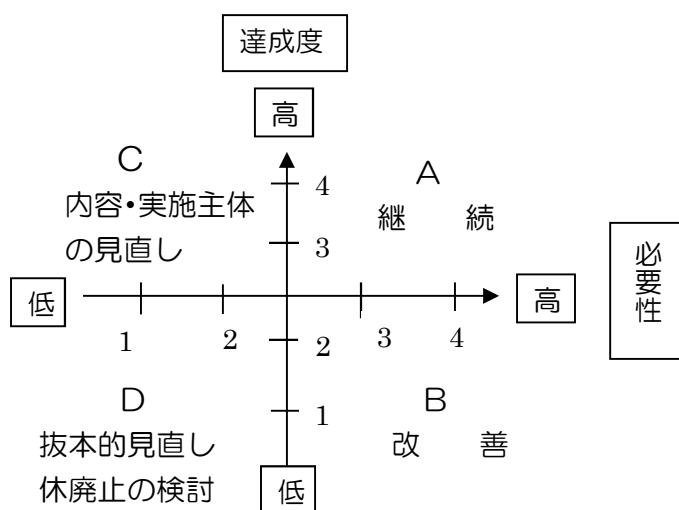 達成度
高
C
内容・実施主体
の見直し
A
継　続
4
3
低
高
必要性
1
2
3
4
2
1
D
抜本的見直し
休廃止の検討
B
改　善
低